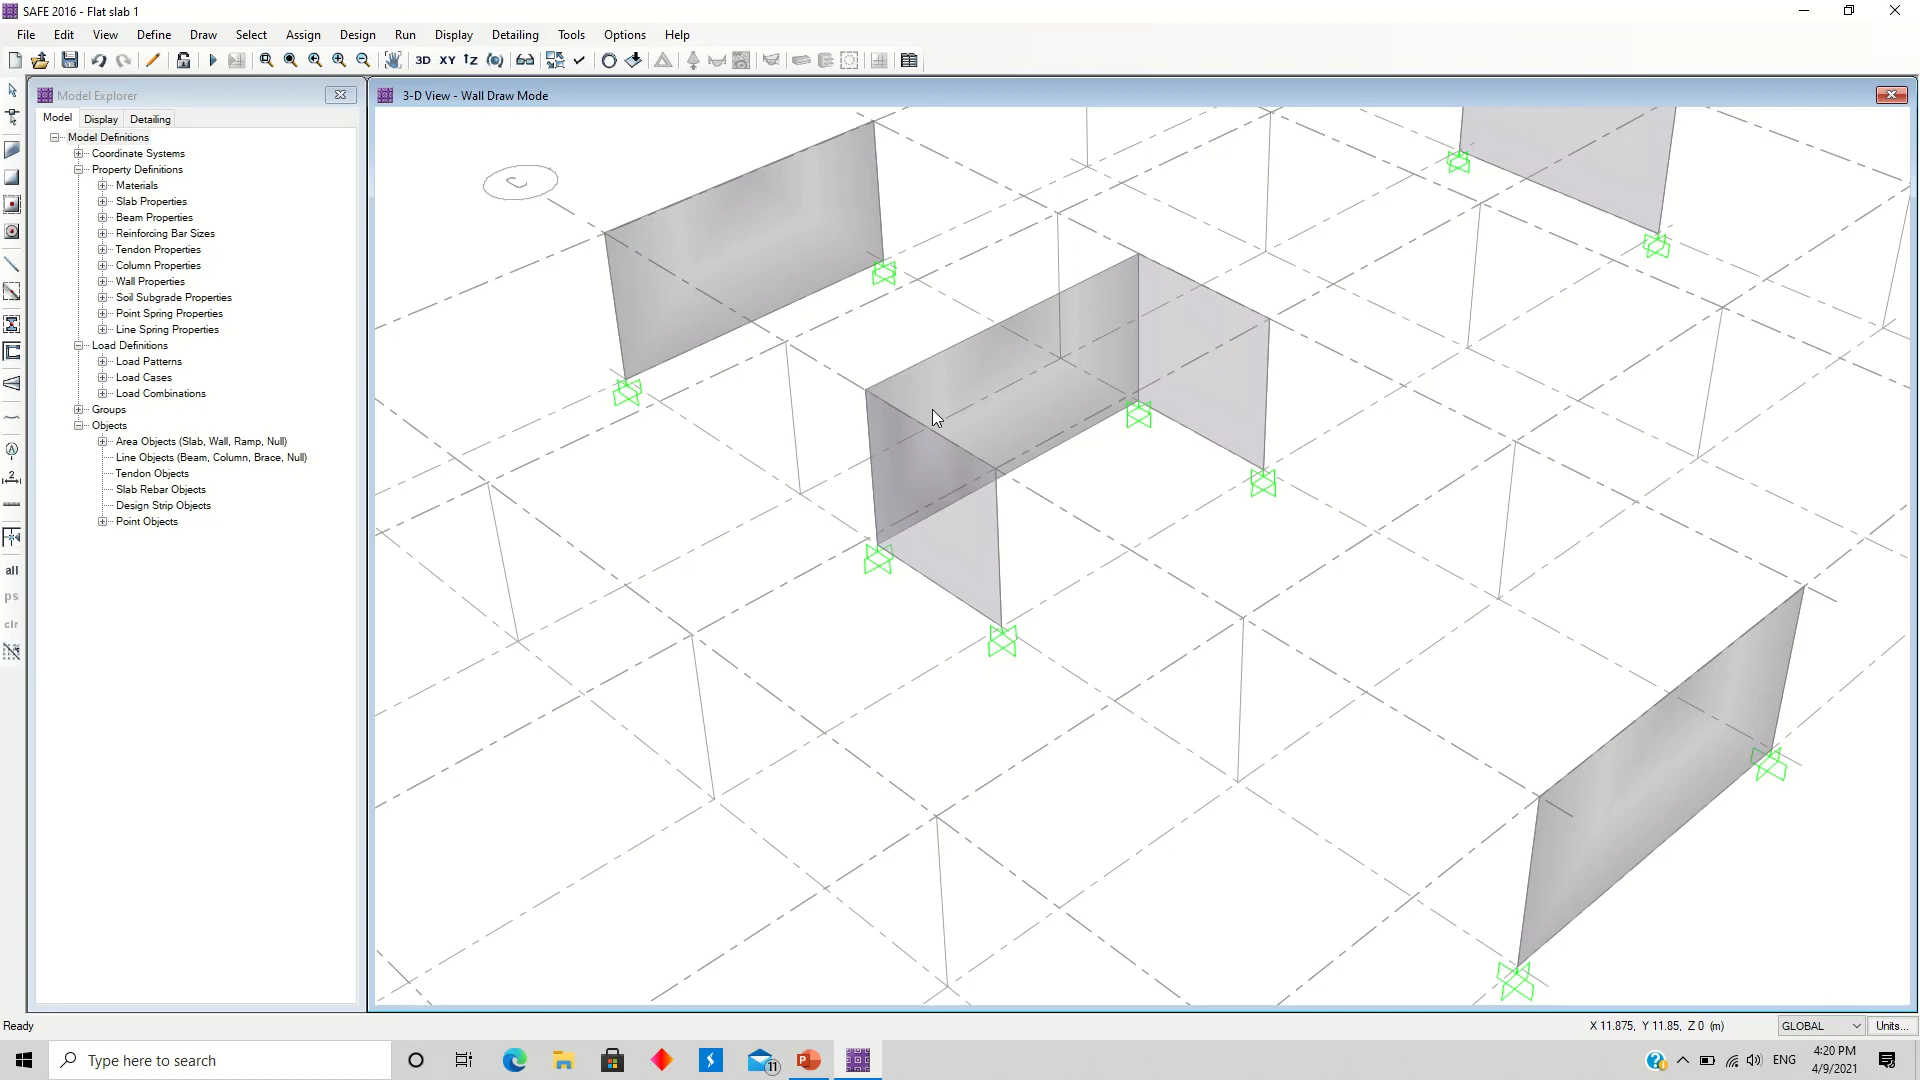 SAFE 2016 - Flat slab 1
File Edit View Define Draw Select Assign Design Run Display Detailing Tools Options Help
3D XY
Model Explorer
3-D View - Wall Draw Mode
Model Display Detailing
Model Definitions
Coordinate Systems
Property Definitions
Materials
Slab Properties
Beam Properties
Reinforcing Bar Sizes
Tendon Properties
Column Properties
Wall Properties
Soil Subgrade Properties
Point Spring Properties
Line Spring Properties
Load Definitions
Load Patterns
Load Cases
Load Combinations
Groups
Objects
Area Objects (Slab, Wall, Ramp, Null)
Line Objects (Beam, Column, Brace, Null)
Tendon Objects
Slab Rebar Objects
Design Strip Objects
Point Objects
all
ps
clr
Ready
X 11.875, Y 11.85, Z 0 (m)
GLOBAL
Units...
Type here to search
11
ENG
4:20 PM
4/9/2021